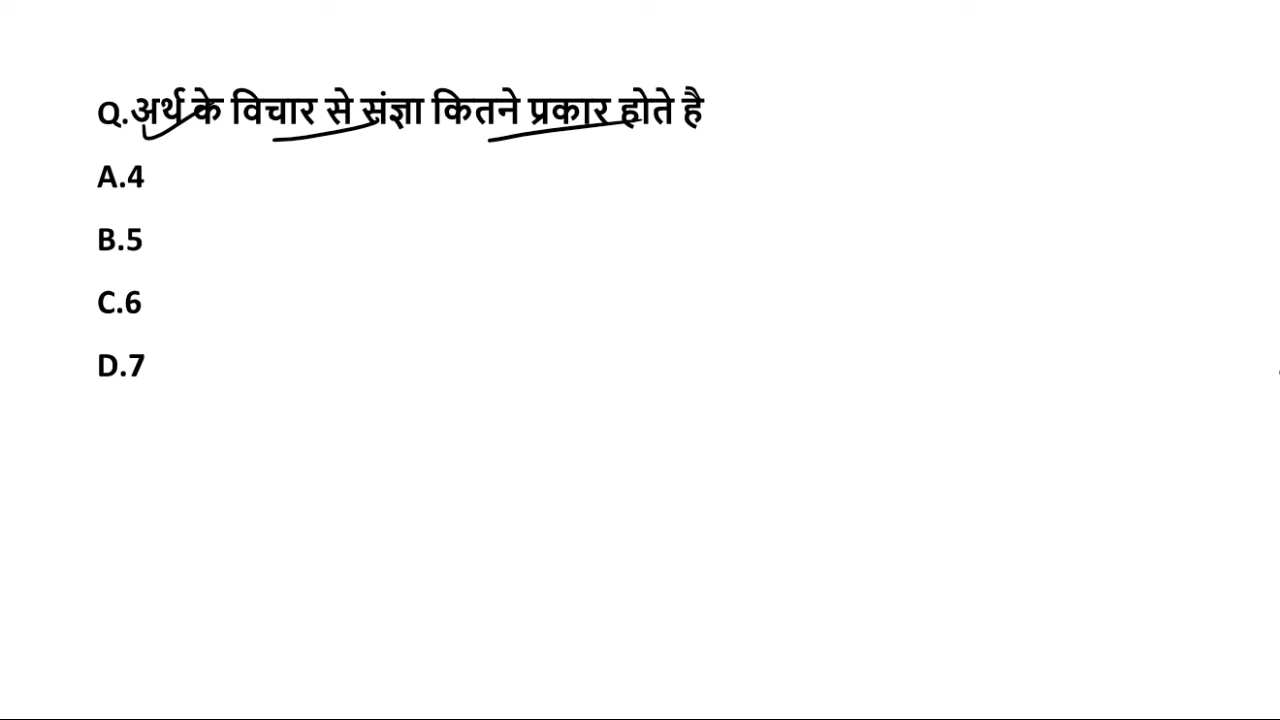 Q.अर्थ के विचार से संज्ञा कितने प्रकार होते है
A.4
B.5
C.6
D.7